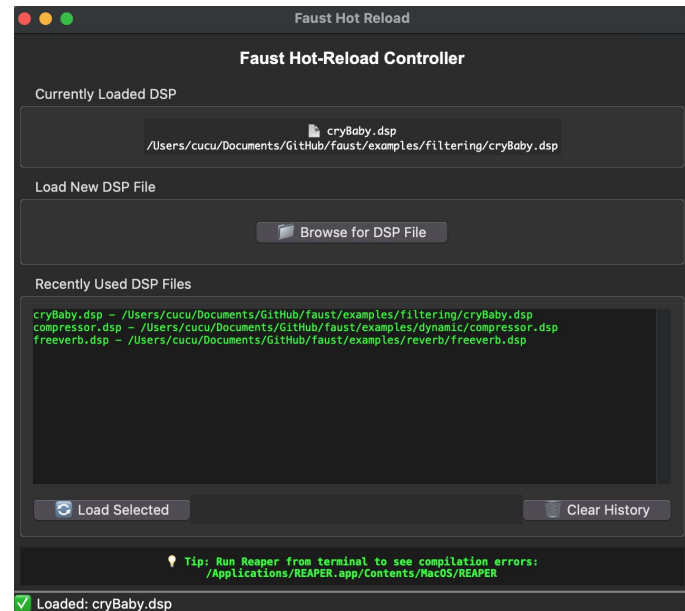 Faust Hot Reload
Faust Hot-Reload Controller
Currently Loaded DSP
cryBaby.dsp
/Users/cucu/Documents/GitHub/faust/examples/filtering/cryBaby.dsp
Load New DSP File
Browse for DSP File
Recently Used DSP Files
cryBaby.dsp – /Users/cucu/Documents/GitHub/faust/examples/filtering/cryBaby.dsp
compressor.dsp – /Users/cucu/Documents/GitHub/faust/examples/dynamic/compressor.dsp
freeverb.dsp – /Users/cucu/Documents/GitHub/faust/examples/reverb/freeverb.dsp
Load Selected
Clear History
Tip: Run Reaper from terminal to see compilation errors:
/Applications/REAPER.app/Contents/MacOS/REAPER
Loaded: cryBaby.dsp